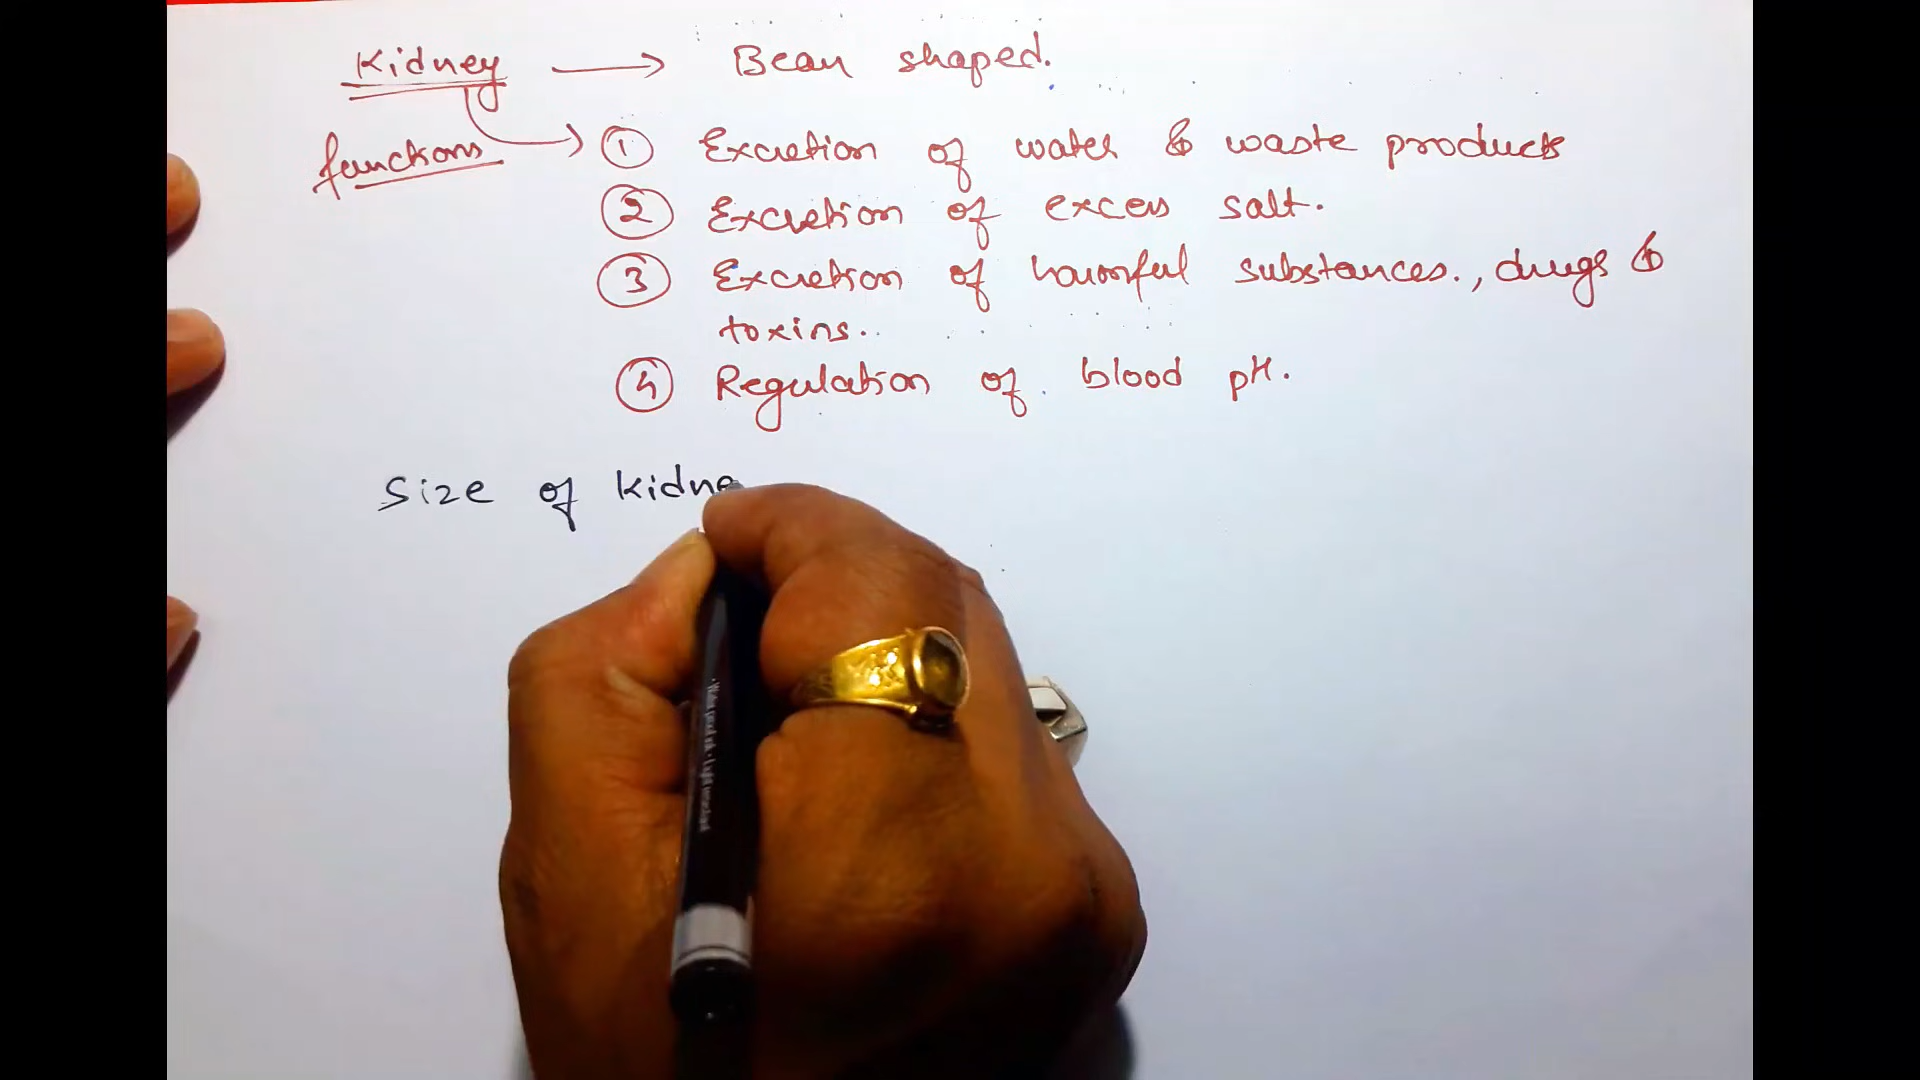 Kidney → Bean shaped.
functions → ① Excretion of water & waste products
② Excretion of excess salt.
③ Excretion of harmful substances., drugs &
toxins.
④ Regulation of blood pH.
Size of kidne